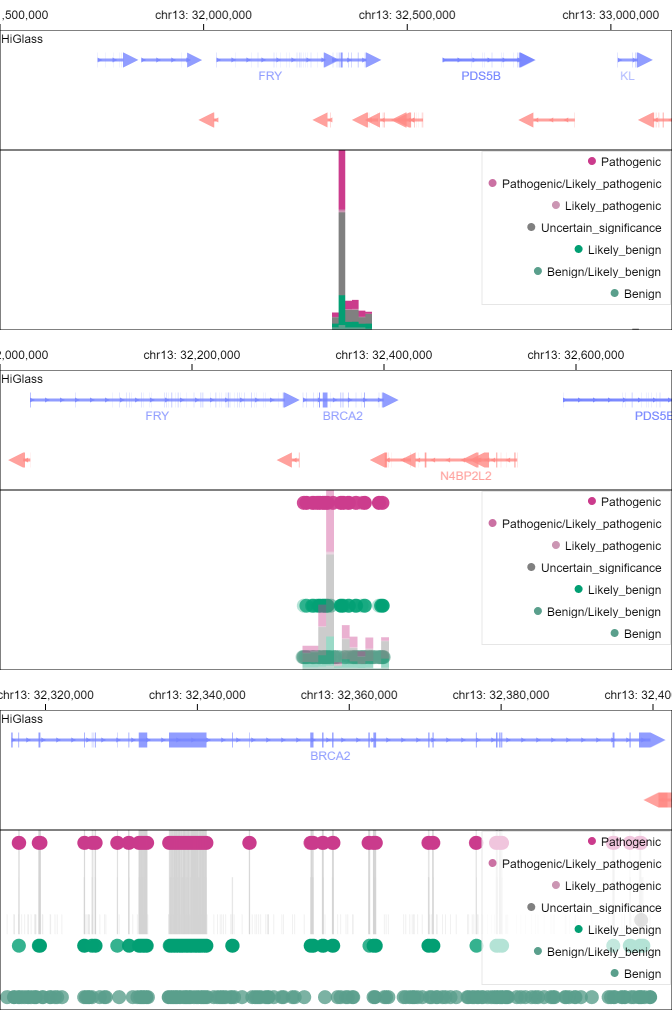 ,500,000 chr13: 32,000,000 chr13: 32,500,000 chr13: 33,000,000
HiGlass
FRY PDS5B KL
Pathogenic
Pathogenic/Likely_pathogenic
Likely_pathogenic
Uncertain_significance
Likely_benign
Benign/Likely_benign
Benign
2,000,000 chr13: 32,200,000 chr13: 32,400,000 chr13: 32,600,000
HiGlass
FRY BRCA2 PDS5B
N4BP2L2
Pathogenic
Pathogenic/Likely_pathogenic
Likely_pathogenic
Uncertain_significance
Likely_benign
Benign/Likely_benign
Benign
chr13: 32,320,000 chr13: 32,340,000 chr13: 32,360,000 chr13: 32,380,000 chr13: 32,40
HiGlass
BRCA2
Pathogenic
Pathogenic/Likely_pathogenic
Likely_pathogenic
Uncertain_significance
Likely_benign
Benign/Likely_benign
Benign